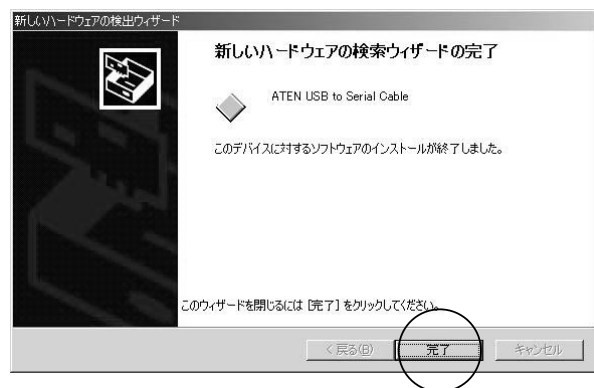 新しいハードウェアの検出ウィザード
新しいハードウェアの検索ウィザードの完了
ATEN USB to Serial Cable
このデバイスに対するソフトウェアのインストールが終了しました。
このウィザードを閉じるには [完了] をクリックしてください。
< 戻る(B)
完了
キャンセル